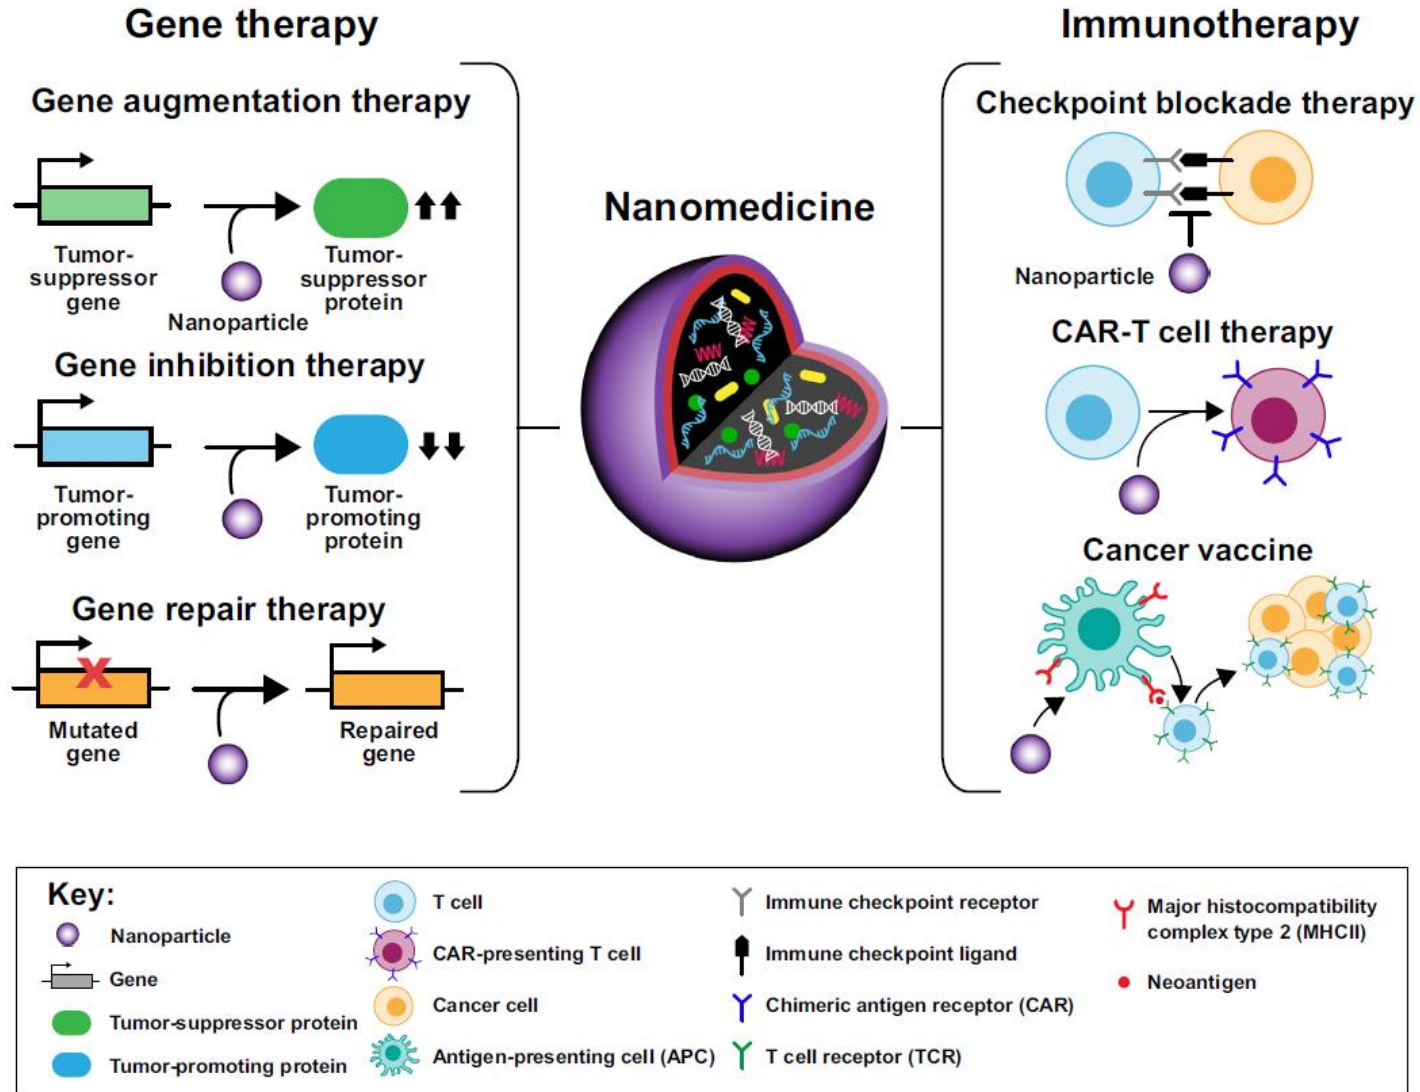 Gene therapy
Gene augmentation therapy
Tumor-
suppressor
gene
Nanoparticle
Tumor-
suppressor
protein
Gene inhibition therapy
Tumor-
promoting
gene
Tumor-
promoting
protein
Gene repair therapy
X
Mutated
gene
Repaired
gene
Nanomedicine
Immunotherapy
Checkpoint blockade therapy
Nanoparticle
CAR-T cell therapy
Cancer vaccine
Key:
Nanoparticle
Gene
Tumor-suppressor protein
Tumor-promoting protein
T cell
CAR-presenting T cell
Cancer cell
Antigen-presenting cell (APC)
Immune checkpoint receptor
Immune checkpoint ligand
Chimeric antigen receptor (CAR)
T cell receptor (TCR)
Major histocompatibility
complex type 2 (MHCII)
Neoantigen